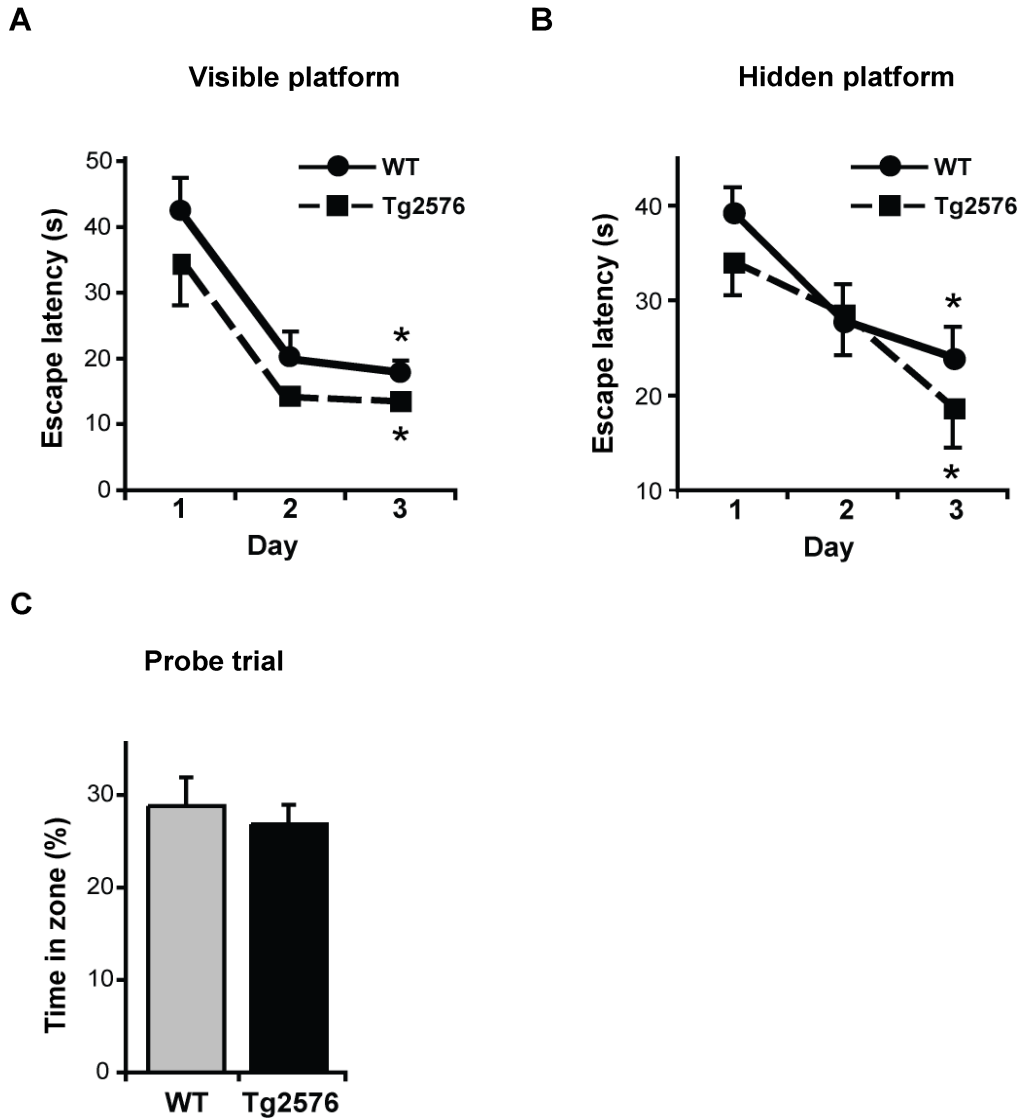 A
Visible platform
WT
Tg2576
50
40
30
20
10
0
Escape latency (s)
*
*
1 2 3
Day
B
Hidden platform
WT
Tg2576
40
30
20
10
Escape latency (s)
*
*
1 2 3
Day
C
Probe trial
30
20
10
0
Time in zone (%)
WT Tg2576